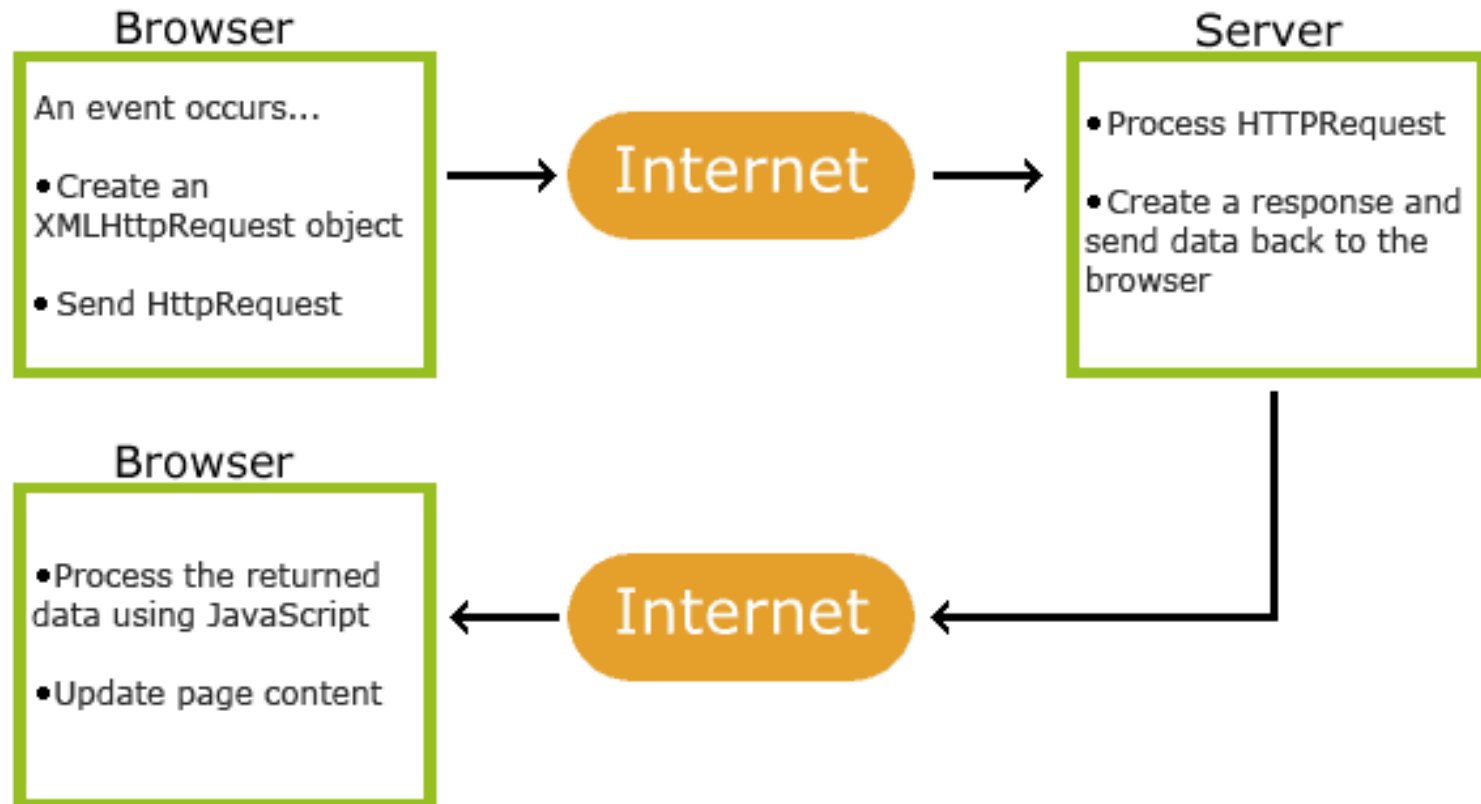 Browser
An event occurs...
•Create an
XMLHttpRequest object
• Send HttpRequest
Internet
Server
•Process HTTPRequest
•Create a response and
send data back to the
browser
Browser
•Process the returned
data using JavaScript
•Update page content
Internet